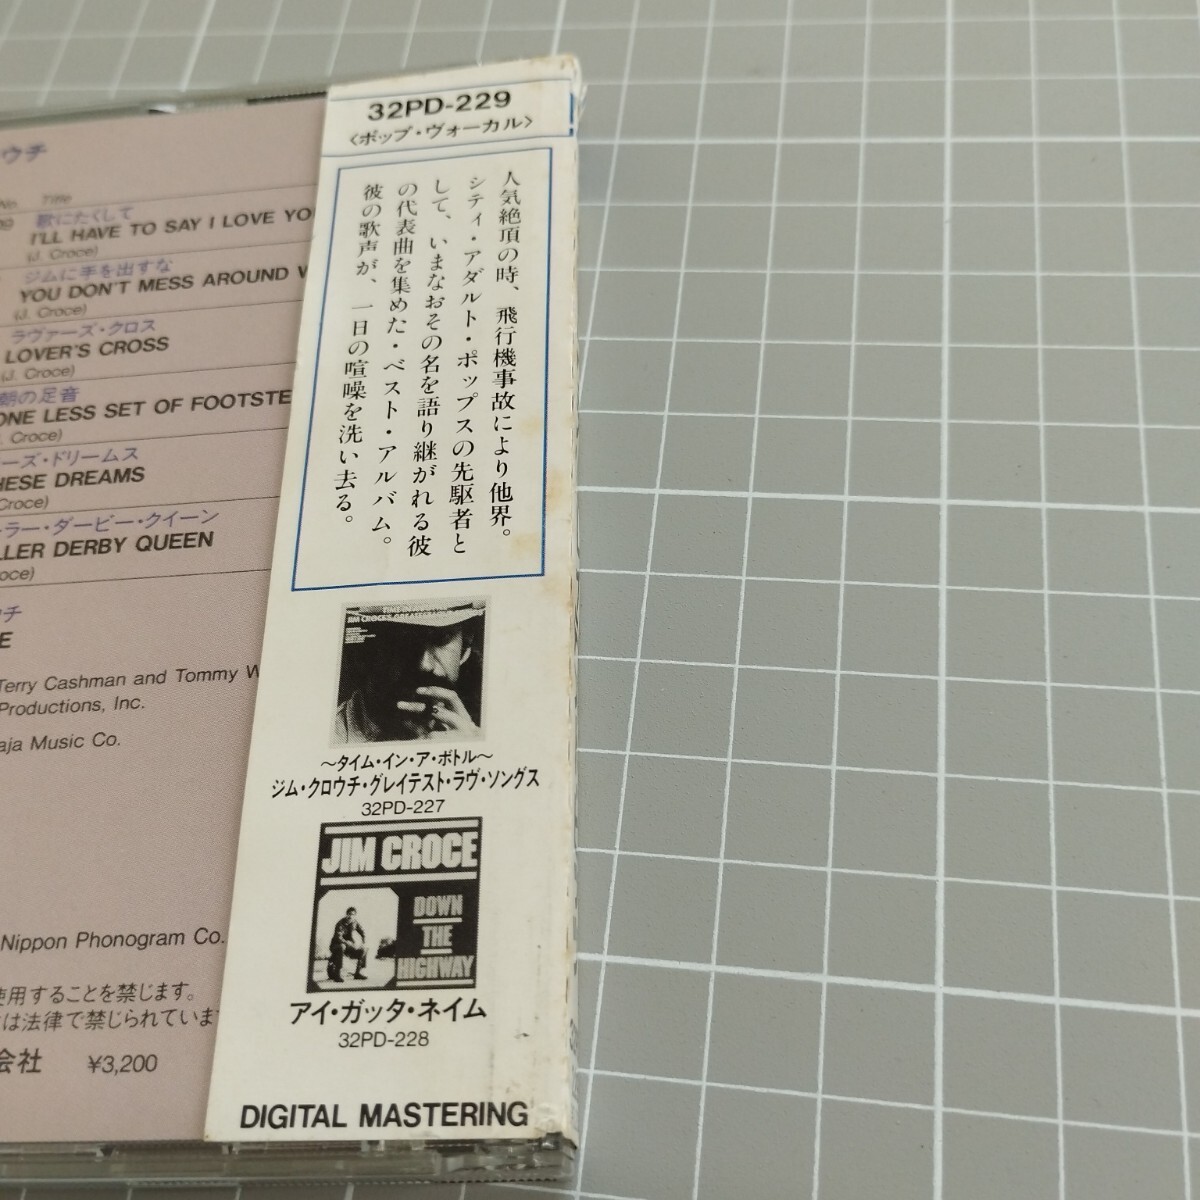 ウチ
No. Title
歌にたくして
I'LL HAVE TO SAY I LOVE YO
(J. Croce)
ジムに手を出すな
YOU DON'T MESS AROUND W
(J. Croce)
ラヴァーズ・クロス
LOVER'S CROSS
(J. Croce)
朝の足音
ONE LESS SET OF FOOTSTE
. Croce)
ーズ・ドリームス
HESE DREAMS
Croce)
ーラー・ダービー・クイーン
LLER DERBY QUEEN
oce)
ウチ
E
Terry Cashman and Tommy W
Productions, Inc.
aja Music Co.
Nippon Phonogram Co.
使用することを禁じます。
は法律で禁じられていま
会社 ¥3,200
32PD-229
〈ポップ・ヴォーカル〉
人気絶頂の時、飛行機事故により他界。
シティ・アダルト・ポップスの先駆者と
して、いまなおその名を語り継がれる彼
の代表曲を集めた・ベスト・アルバム。
彼の歌声が、一日の喧噪を洗い去る。
〜タイム・イン・ア・ボトル〜
ジム・クロウチ・グレイテスト・ラヴ・ソングス
32PD-227
JIM CROCE
DOWN
THE
HIGHWAY
アイ・ガッタ・ネイム
32PD-228
DIGITAL MASTERING